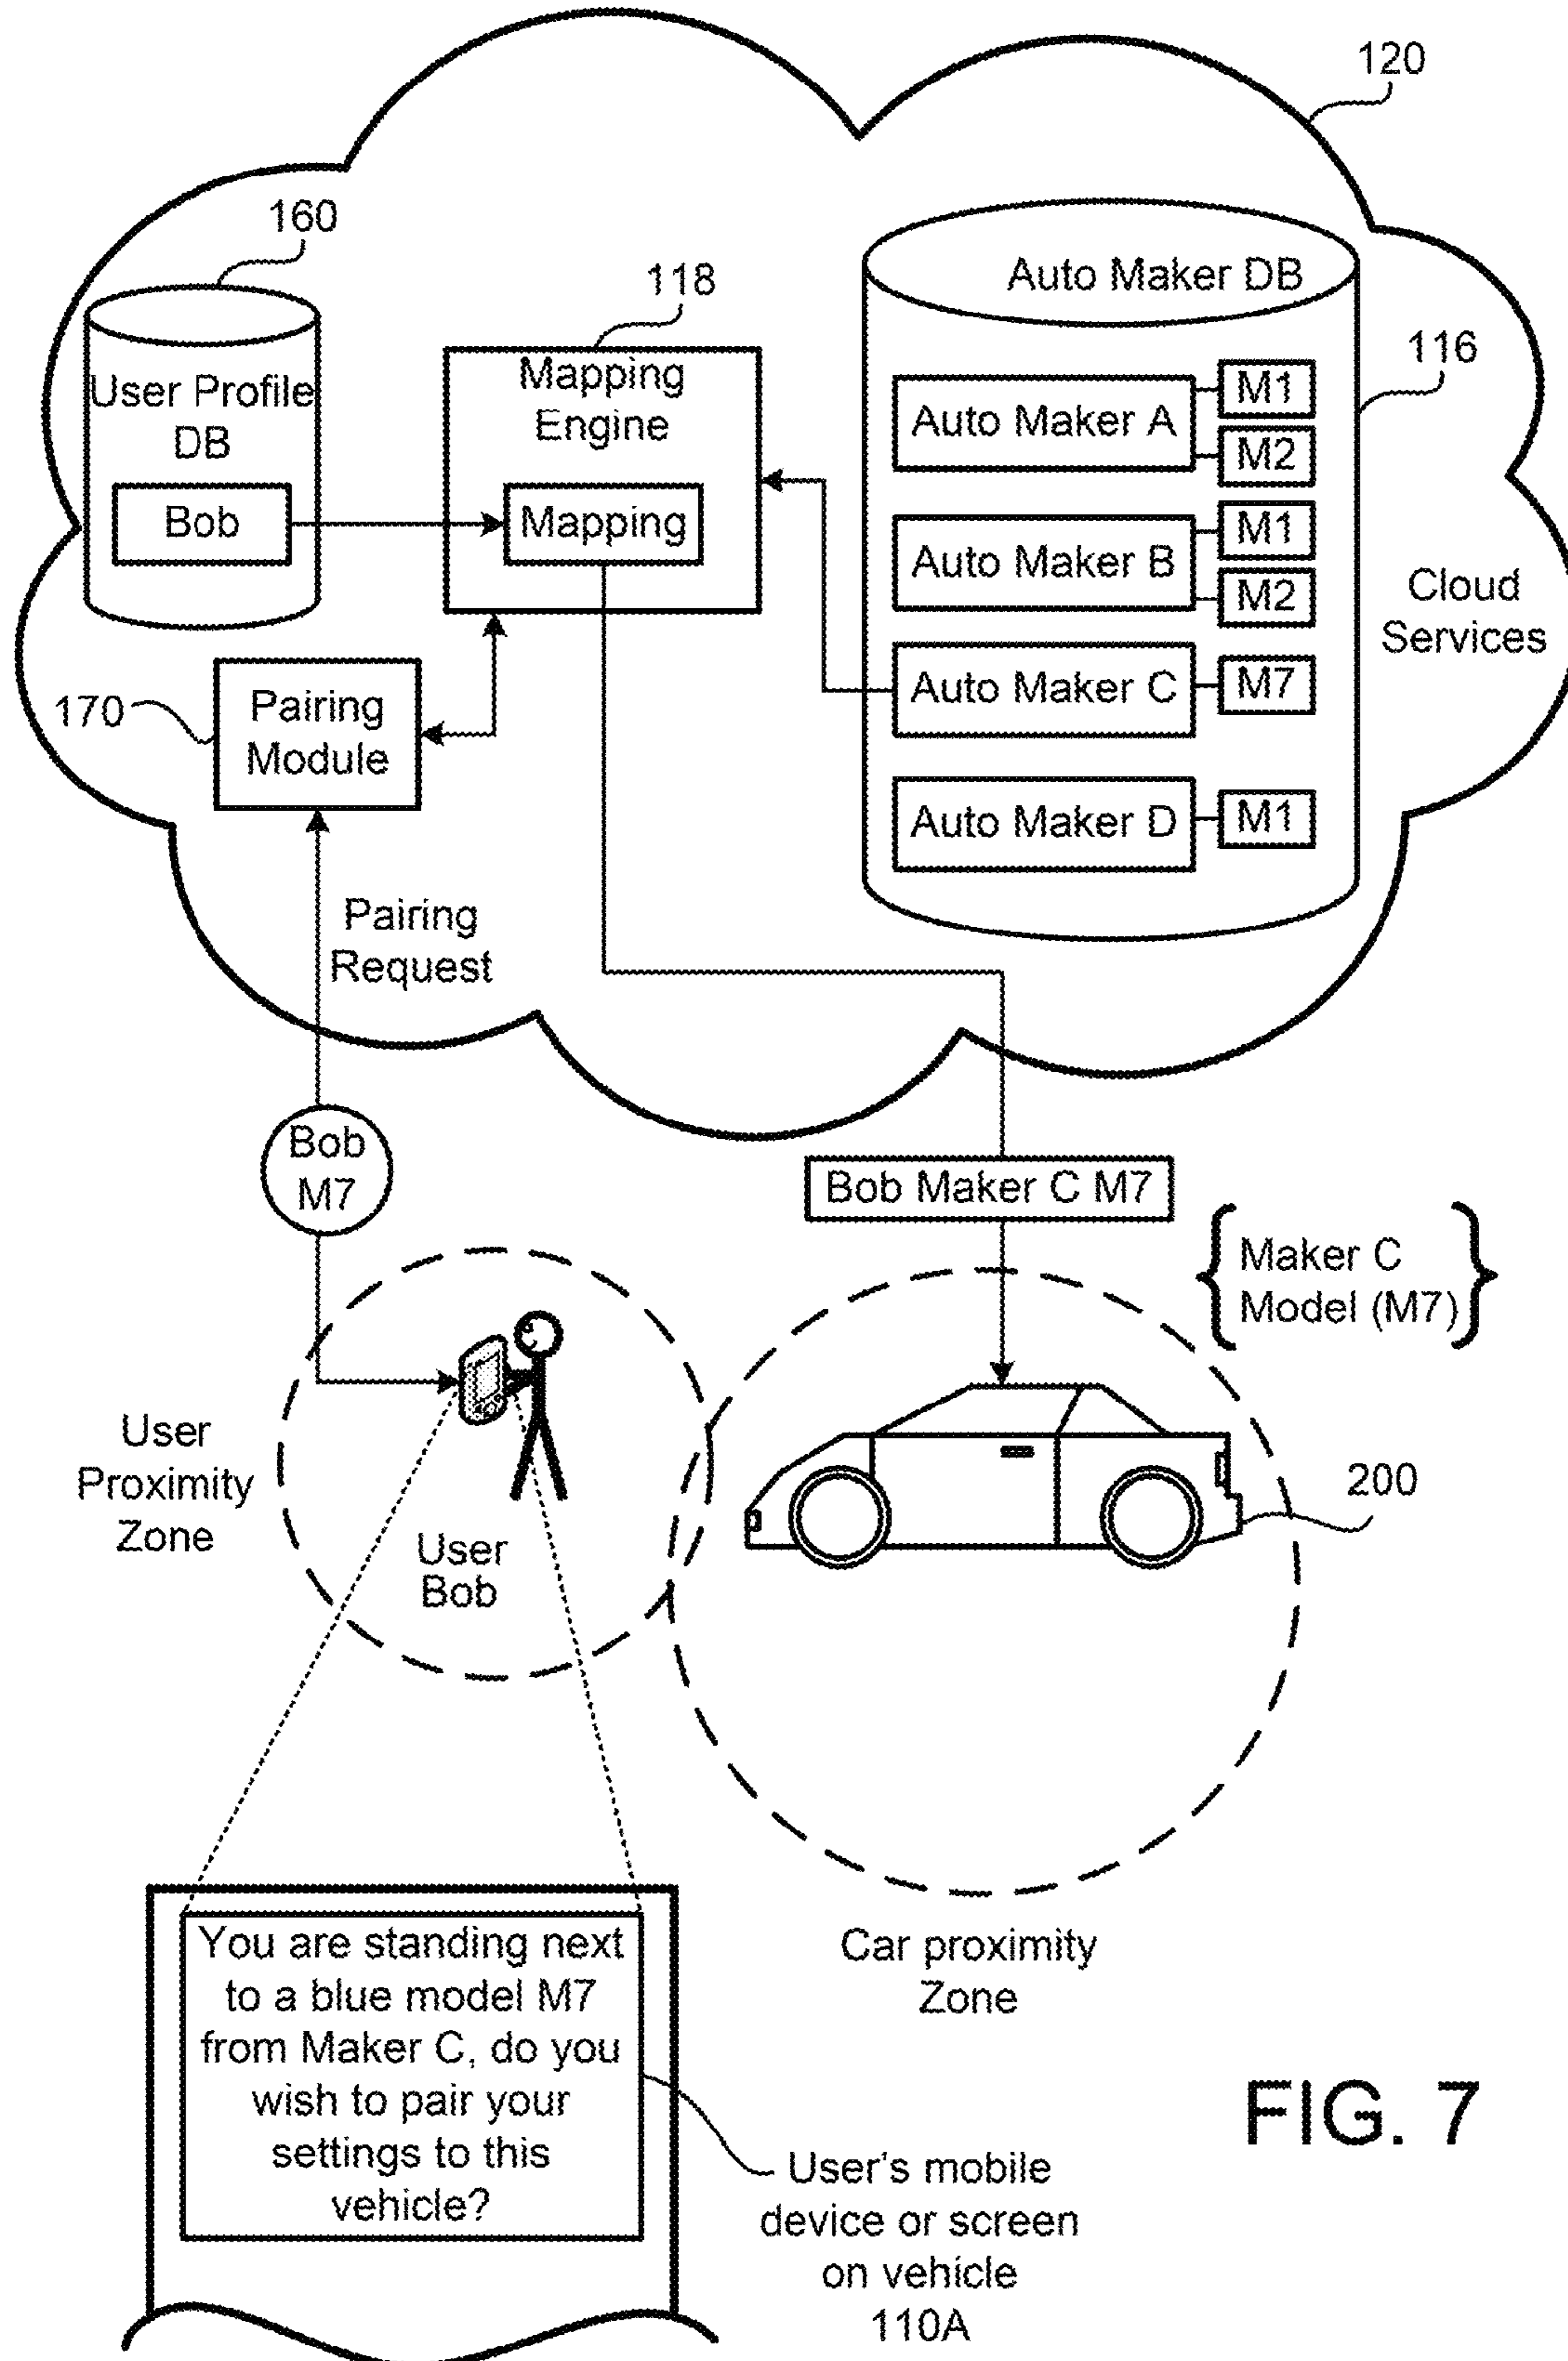 120
160
118
Auto Maker DB
116
User Profile
DB
Bob
Mapping
Engine
Mapping
Auto Maker A
M1
M2
Auto Maker B
M1
M2
Auto Maker C
M7
Auto Maker D
M1
Cloud
Services
170
Pairing
Module
Pairing
Request
Bob
M7
Bob Maker C M7
Maker C
Model (M7)
User
Proximity
Zone
User
Bob
200
Car proximity
Zone
You are standing next
to a blue model M7
from Maker C, do you
wish to pair your
settings to this
vehicle?
User's mobile
device or screen
on vehicle
110A
FIG. 7